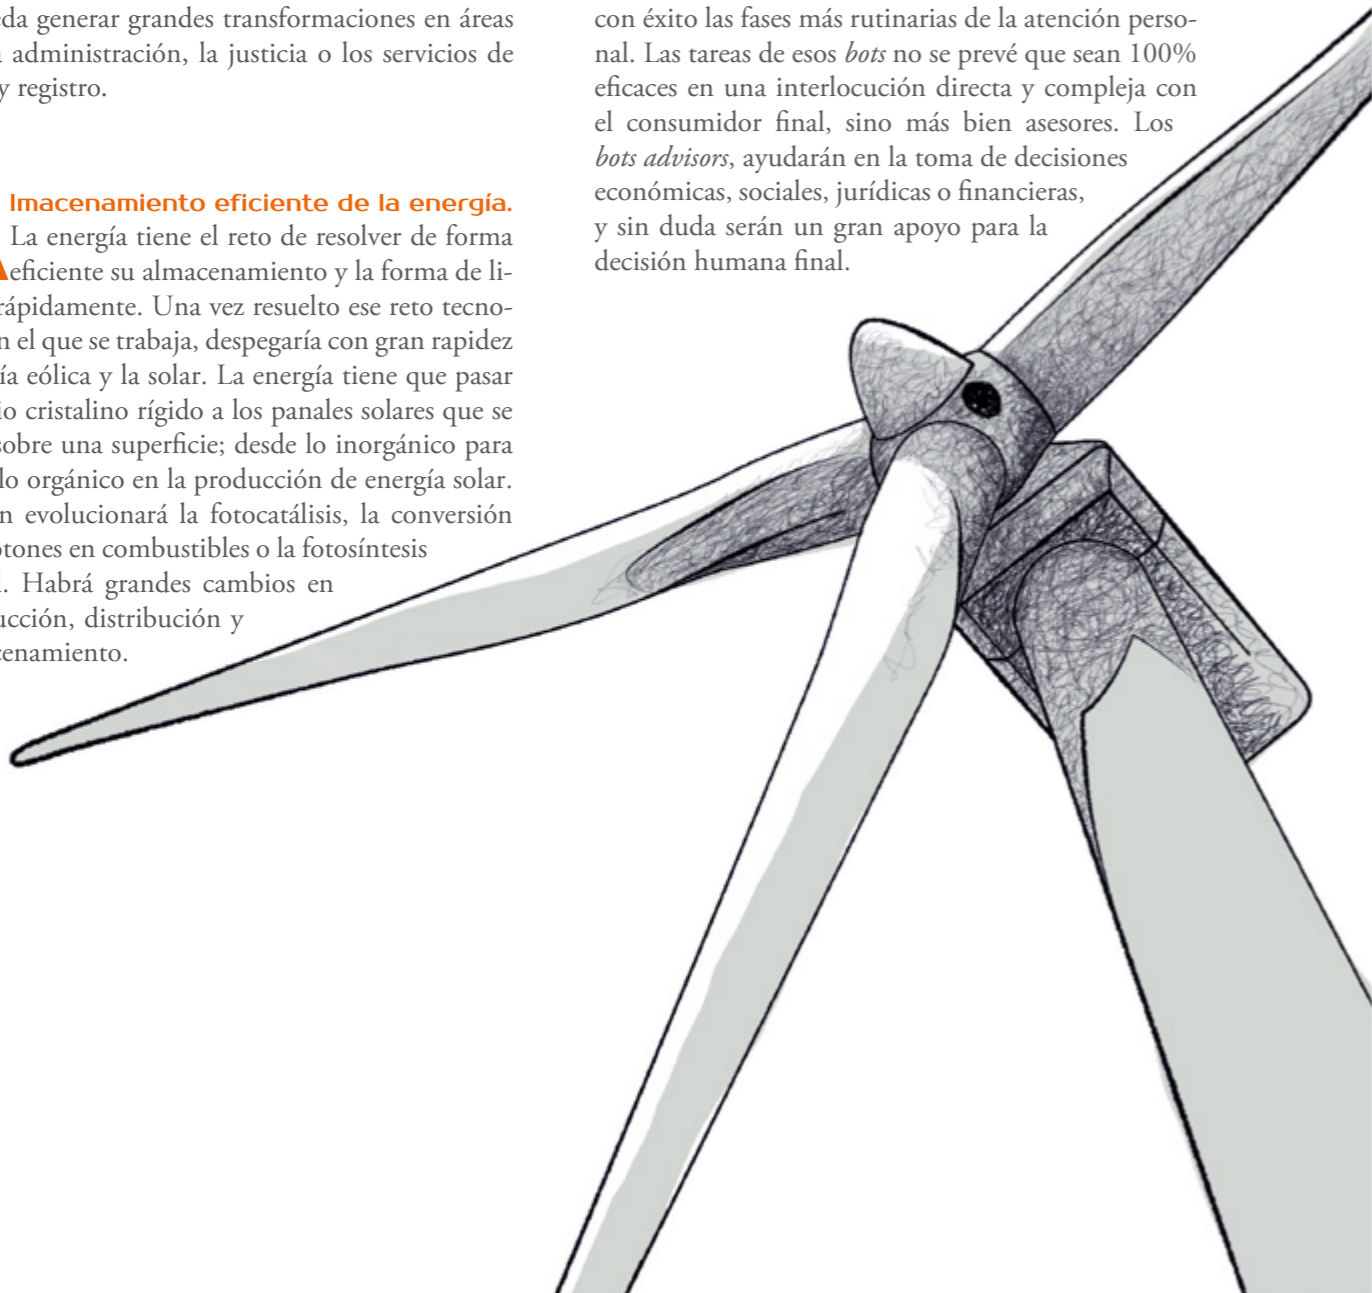 da generar grandes transformaciones en áreas
administración, la justicia o los servicios de
y registro.
Imacenamiento eficiente de la energía.
La energía tiene el reto de resolver de forma
A eficiente su almacenamiento y la forma de li-
rápidamente. Una vez resuelto ese reto tecno-
n el que se trabaja, despegaría con gran rapidez
ía eólica y la solar. La energía tiene que pasar
io cristalino rígido a los panales solares que se
sobre una superficie; desde lo inorgánico para
lo orgánico en la producción de energía solar.
n evolucionará la fotocatálisis, la conversión
otones en combustibles o la fotosíntesis
l. Habrá grandes cambios en
ucción, distribución y
cenamiento.
con éxito las fases más rutinarias de la atención perso-
nal. Las tareas de esos bots no se prevé que sean 100%
eficaces en una interlocución directa y compleja con
el consumidor final, sino más bien asesores. Los
bots advisors, ayudarán en la toma de decisiones
económicas, sociales, jurídicas o financieras,
y sin duda serán un gran apoyo para la
decisión humana final.